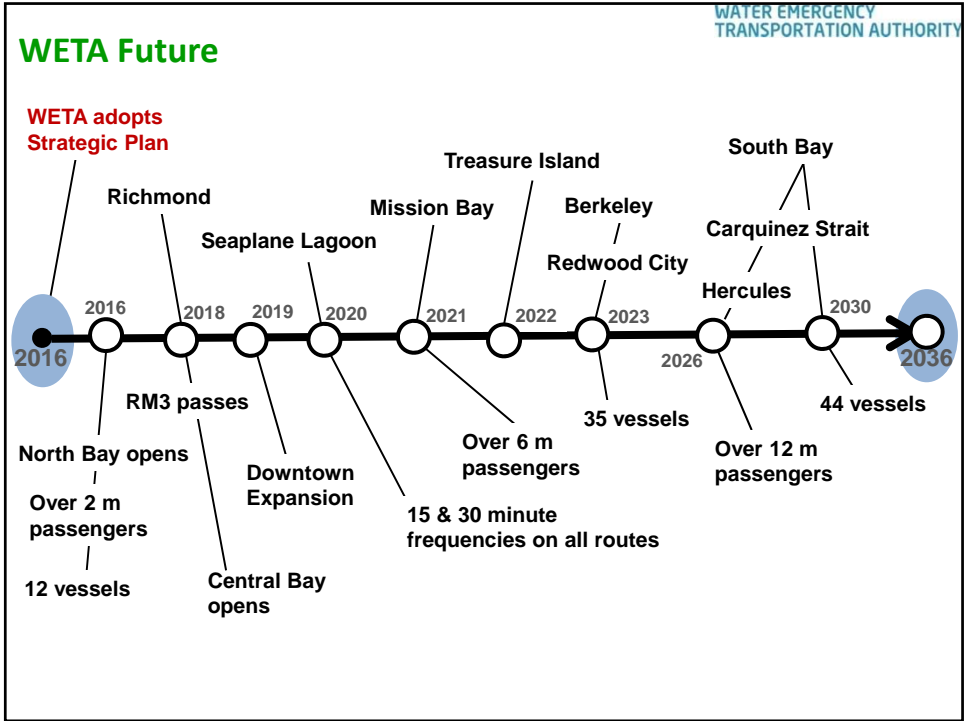 WATER EMERGENCY
TRANSPORTATION AUTHORITY
WETA Future
WETA adopts
Strategic Plan
Richmond
Seaplane Lagoon
Mission Bay
Treasure Island
Berkeley
Redwood City
South Bay
Carquinez Strait
Hercules
2016
2016
2018
2019
2020
2021
2022
2023
2026
2030
2036
RM3 passes
North Bay opens
Over 2 m
passengers
12 vessels
Central Bay
opens
Downtown
Expansion
15 & 30 minute
frequencies on all routes
Over 6 m
passengers
35 vessels
Over 12 m
passengers
44 vessels